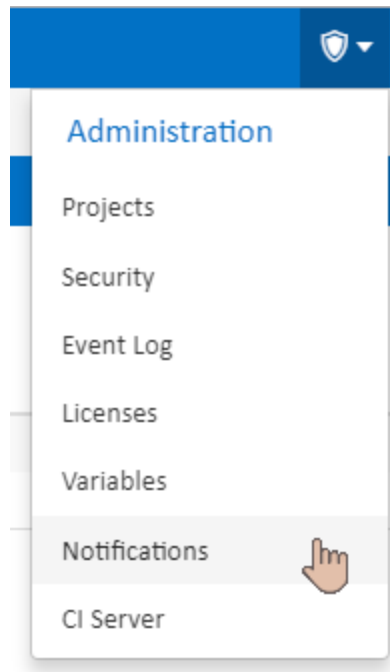 Administration
Projects
Security
Event Log
Licenses
Variables
Notifications
CI Server